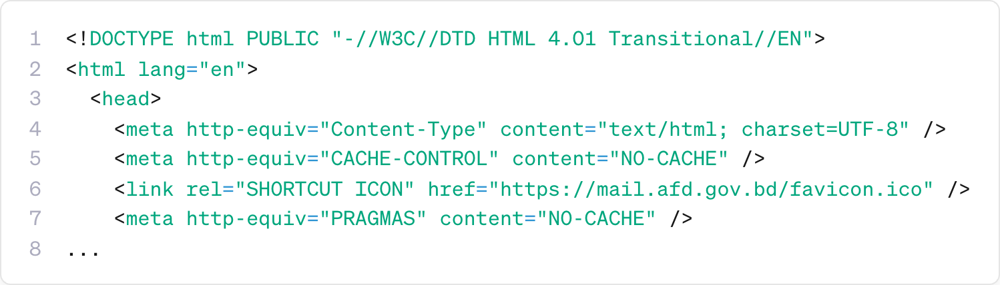 1 <!DOCTYPE html PUBLIC "-//W3C//DTD HTML 4.01 Transitional//EN">
2 <html lang="en">
3   <head>
4     <meta http-equiv="Content-Type" content="text/html; charset=UTF-8" />
5     <meta http-equiv="CACHE-CONTROL" content="NO-CACHE" />
6     <link rel="SHORTCUT ICON" href="https://mail.afd.gov.bd/favicon.ico" />
7     <meta http-equiv="PRAGMAS" content="NO-CACHE" />
8 ...